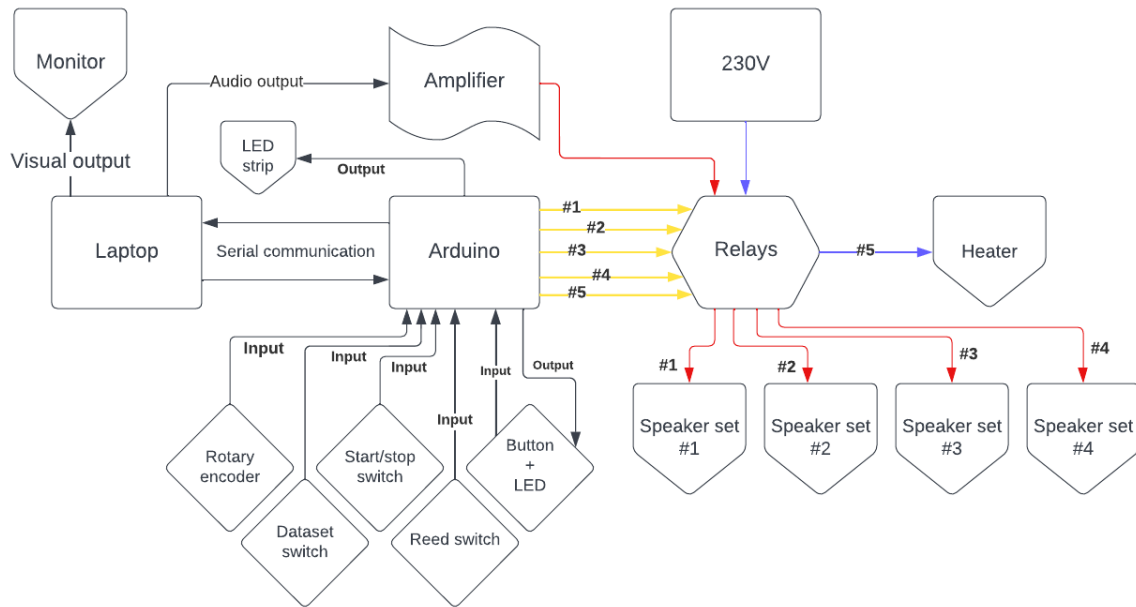 Monitor
Audio output
Amplifier
230V
Visual output
LED
strip
Output
Laptop
Serial communication
Arduino
#1
#2
#3
#4
#5
Relays
#5
Heater
Input
Input
Input
Input
Input
Output
#1
#2
#3
#4
Rotary
encoder
Dataset
switch
Start/stop
switch
Reed switch
Button
+
LED
Speaker set
#1
Speaker set
#2
Speaker set
#3
Speaker set
#4